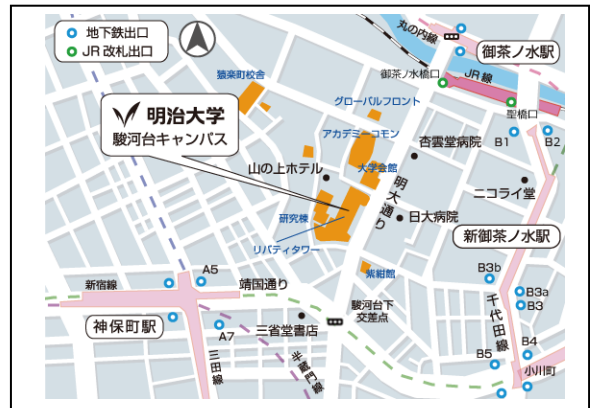 地下鉄出口
JR 改札出口
丸の内線
御茶ノ水駅
猿楽町校舎
御茶ノ水橋口
JR 線
グローバルフロント
聖橋口
明治大学
駿河台キャンパス
アカデミーコモン
杏雲堂病院
B1
B2
山の上ホテル
大学会館
ニコライ堂
明大通り
研究棟
日大病院
リバティタワー
新御茶ノ水駅
紫紺館
B3b
新宿線
A5
靖国通り
B3a
B3
駿河台下
交差点
千代田線
神保町駅
A7
三省堂書店
B4
三田線
半蔵門線
B5
小川町